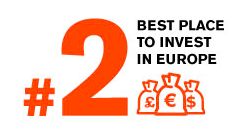 #2
BEST PLACE
TO INVEST
IN EUROPE
£ € $